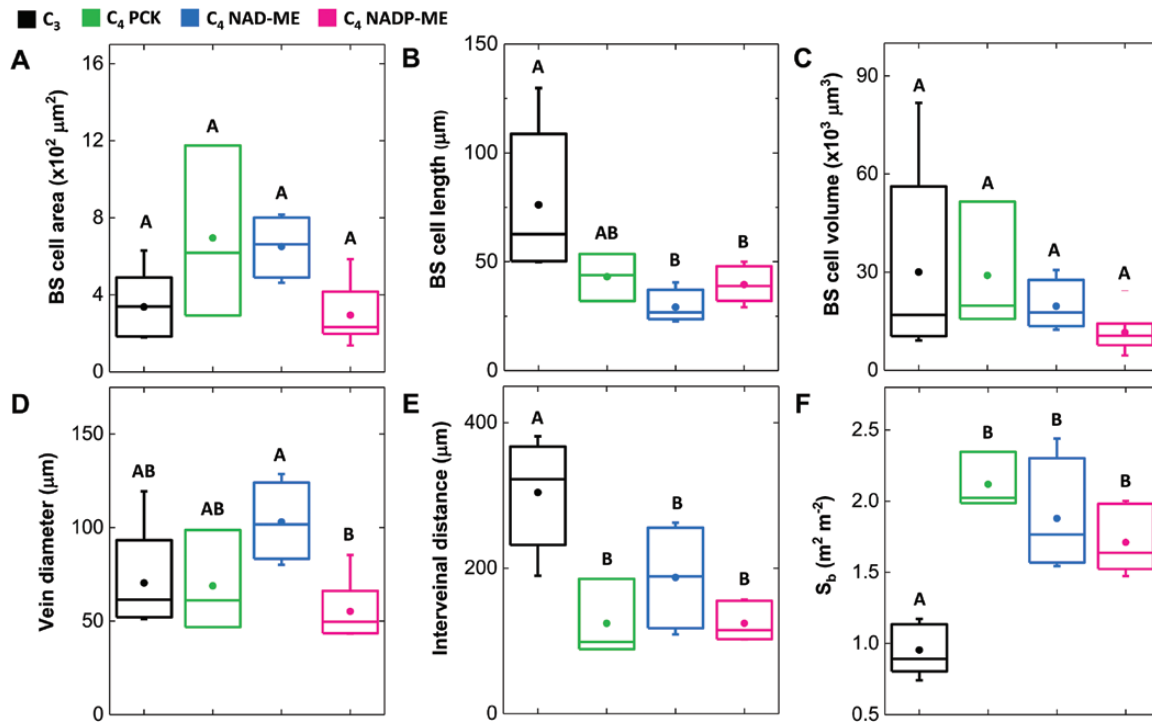 C₃ C₄ PCK C₄ NAD-ME C₄ NADP-ME
A
BS cell area (x10² μm²)
16
12
8
4
0
A
A
A
A
B
BS cell length (μm)
150
100
50
0
A
AB
B
B
C
BS cell volume (x10³ μm³)
90
60
30
0
A
A
A
A
D
Vein diameter (μm)
150
100
50
0
AB
AB
A
B
E
Interveinal distance (μm)
400
200
0
A
B
B
B
F
S_b (m² m⁻²)
2.5
2.0
1.5
1.0
0.5
A
B
B
B